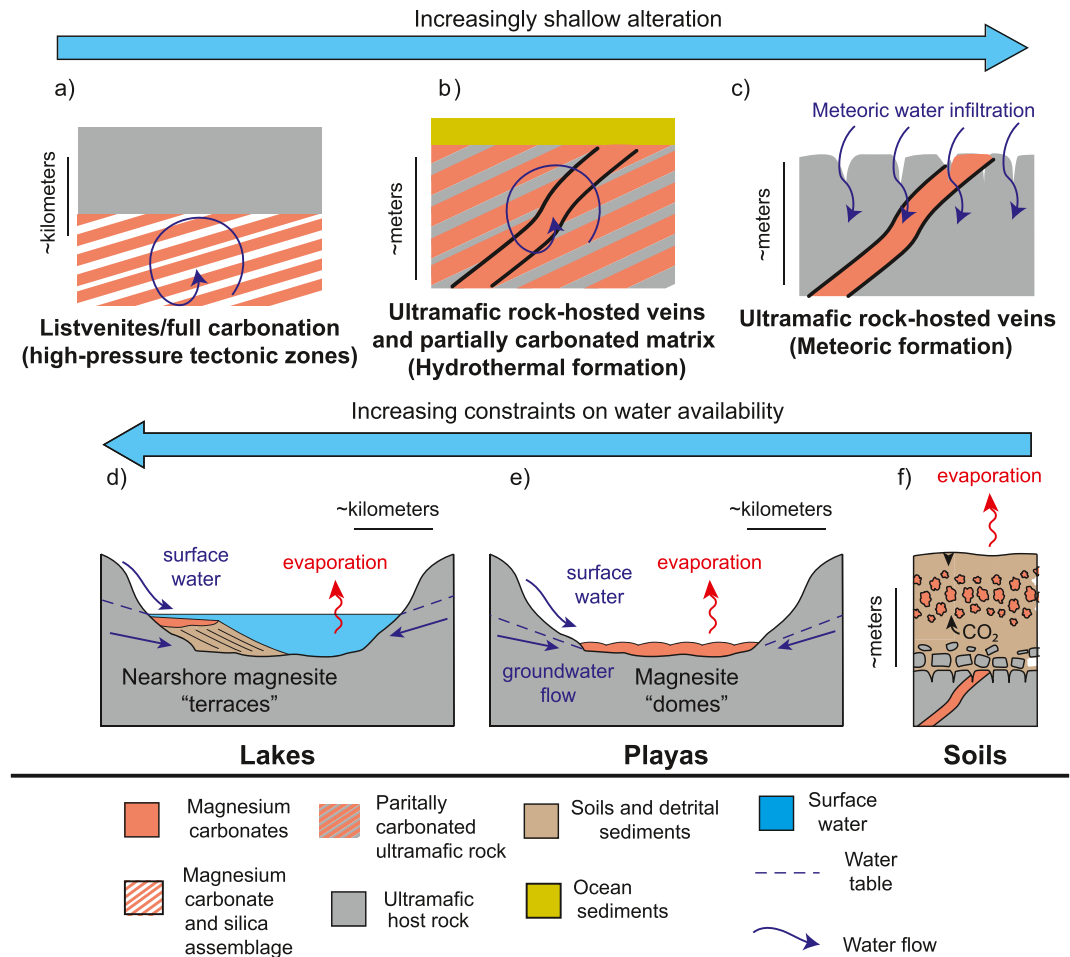 Increasingly shallow alteration
a)
b)
c)
Meteoric water infiltration
~kilometers
~meters
~meters
Listvenites/full carbonation
(high-pressure tectonic zones)
Ultramafic rock-hosted veins
and partially carbonated matrix
(Hydrothermal formation)
Ultramafic rock-hosted veins
(Meteoric formation)
Increasing constraints on water availability
d)
e)
f)
evaporation
~kilometers
~kilometers
surface
water
evaporation
surface
water
evaporation
~meters
CO₂
Nearshore magnesite
“terraces”
groundwater
flow
Magnesite
“domes”
Lakes
Playas
Soils
Magnesium
carbonates
Paritally
carbonated
ultramafic rock
Soils and detrital
sediments
Surface
water
Magnesium
carbonate
and silica
assemblage
Ultramafic
host rock
Ocean
sediments
Water
table
Water flow